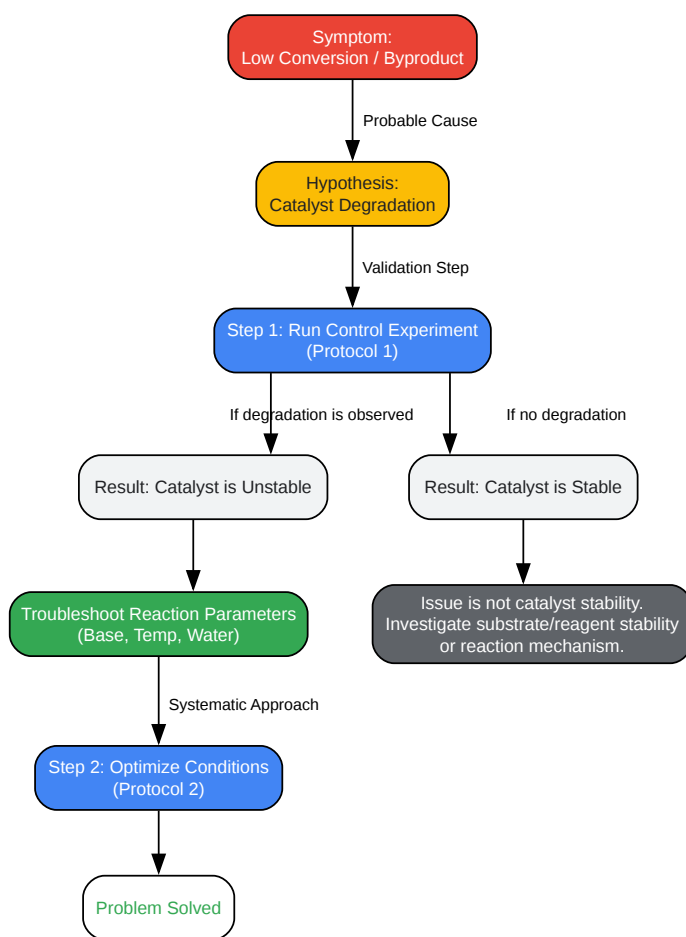 Symptom:
Low Conversion / Byproduct
Probable Cause
Hypothesis:
Catalyst Degradation
Validation Step
Step 1: Run Control Experiment
(Protocol 1)
If degradation is observed
If no degradation
Result: Catalyst is Unstable
Result: Catalyst is Stable
Troubleshoot Reaction Parameters
(Base, Temp, Water)
Issue is not catalyst stability.
Investigate substrate/reagent stability
or reaction mechanism.
Systematic Approach
Step 2: Optimize Conditions
(Protocol 2)
Problem Solved